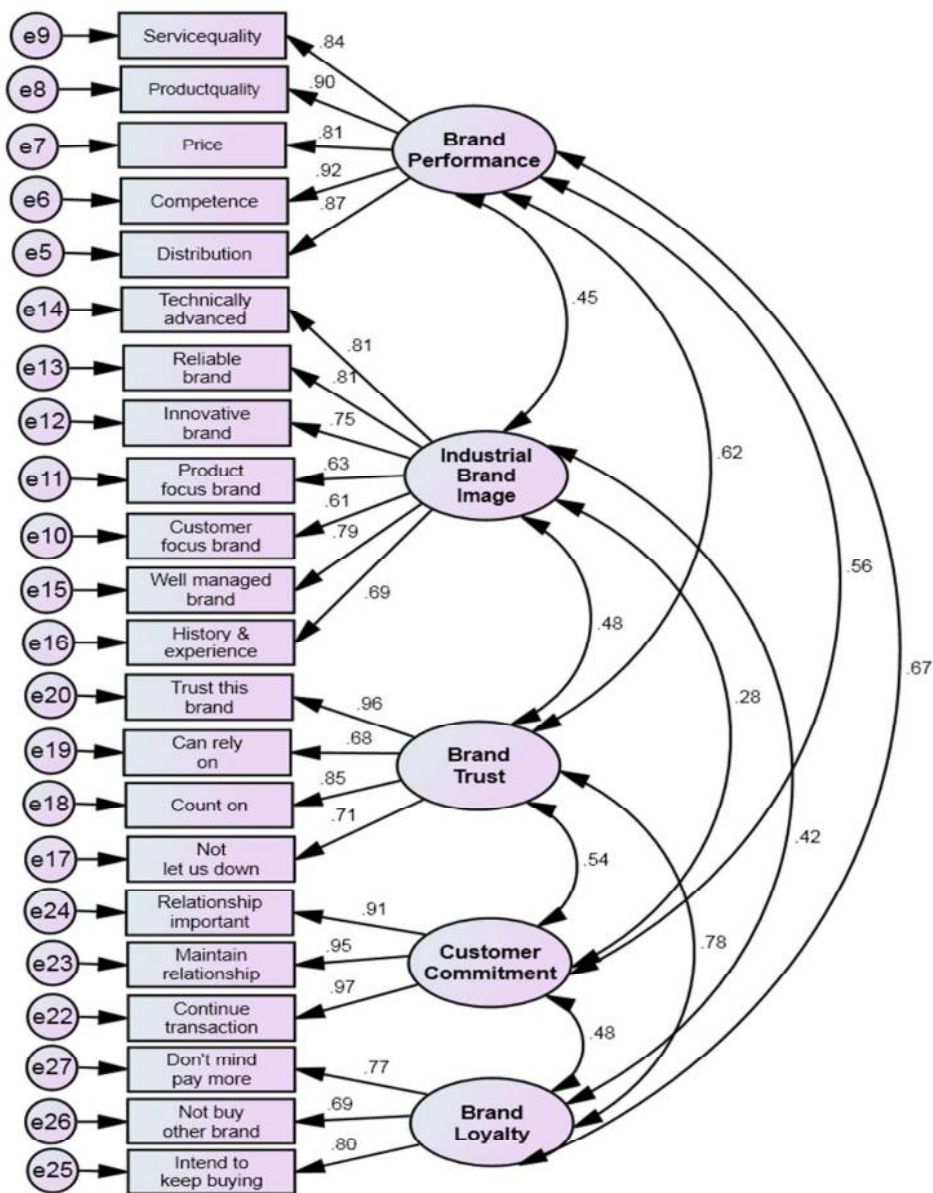 e9
Servicequality
.84
e8
Productquality
.90
e7
Price
.81
e6
Competence
.92
e5
Distribution
.87
Brand
Performance
e14
Technically
advanced
.81
e13
Reliable
brand
.81
e12
Innovative
brand
.75
e11
Product
focus brand
.63
e10
Customer
focus brand
.61
e15
Well managed
brand
.79
e16
History &
experience
.69
Industrial
Brand
Image
e20
Trust this
brand
.96
e19
Can rely
on
.68
e18
Count on
.85
e17
Not
let us down
.71
Brand
Trust
e24
Relationship
important
.91
e23
Maintain
relationship
.95
e22
Continue
transaction
.97
Customer
Commitment
e27
Don't mind
pay more
.77
e26
Not buy
other brand
.69
e25
Intend to
keep buying
.80
Brand
Loyalty
.45
.62
.56
.48
.67
.28
.42
.54
.78
.48